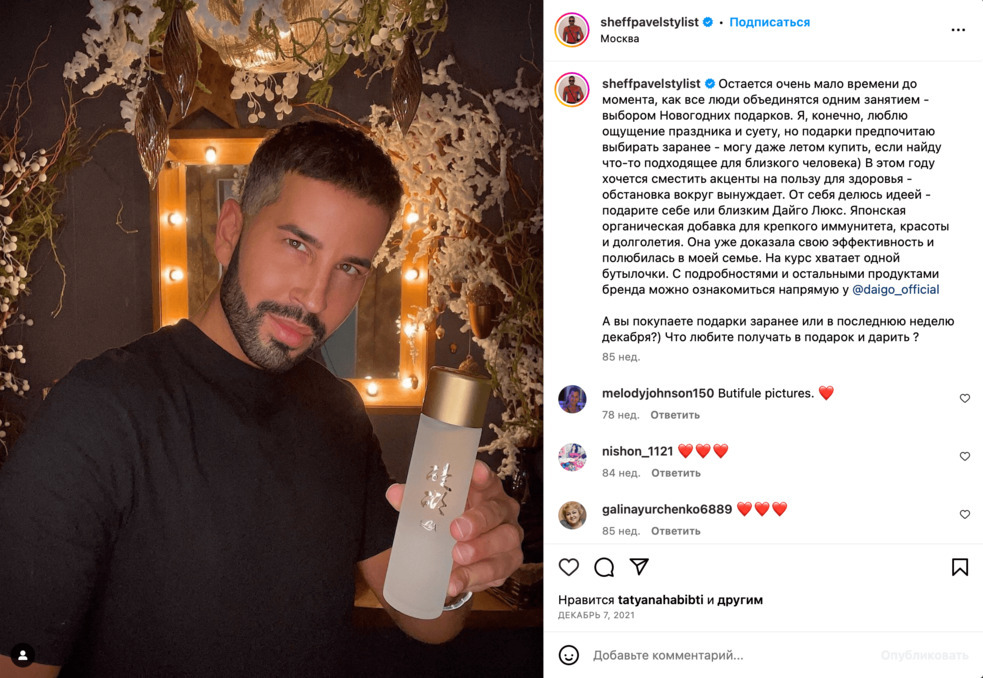 sheffpavelstylist • Подписаться
Москва
sheffpavelstylist Остается очень мало времени до
момента, как все люди объединятся одним занятием -
выбором Новогодних подарков. Я, конечно, люблю
ощущение праздника и суету, но подарки предпочитаю
выбирать заранее - могу даже летом купить, если найду
что-то подходящее для близкого человека) В этом году
хочется сместить акценты на пользу для здоровья -
обстановка вокруг вынуждает. От себя делюсь идеей -
подарите себе или близким Дайго Люкс. Японская
органическая добавка для крепкого иммунитета, красоты
и долголетия. Она уже доказала свою эффективность и
полюбилась в моей семье. На курс хватает одной
бутылочки. С подробностями и остальными продуктами
бренда можно ознакомиться напрямую у @daigo_official
А вы покупаете подарки заранее или в последнюю неделю
декабря?) Что любите получать в подарок и дарить ?
85 нед.
melodyjohnson150 Butifule pictures. ❤️
78 нед. Ответить
nishon_1121 ❤️❤️❤️
84 нед. Ответить
galinayurchenko6889 ❤️❤️❤️
85 нед. Ответить
Нравится tatyanahabibti и другим
ДЕКАБРЬ 7, 2021
Добавьте комментарий... Опубликовать